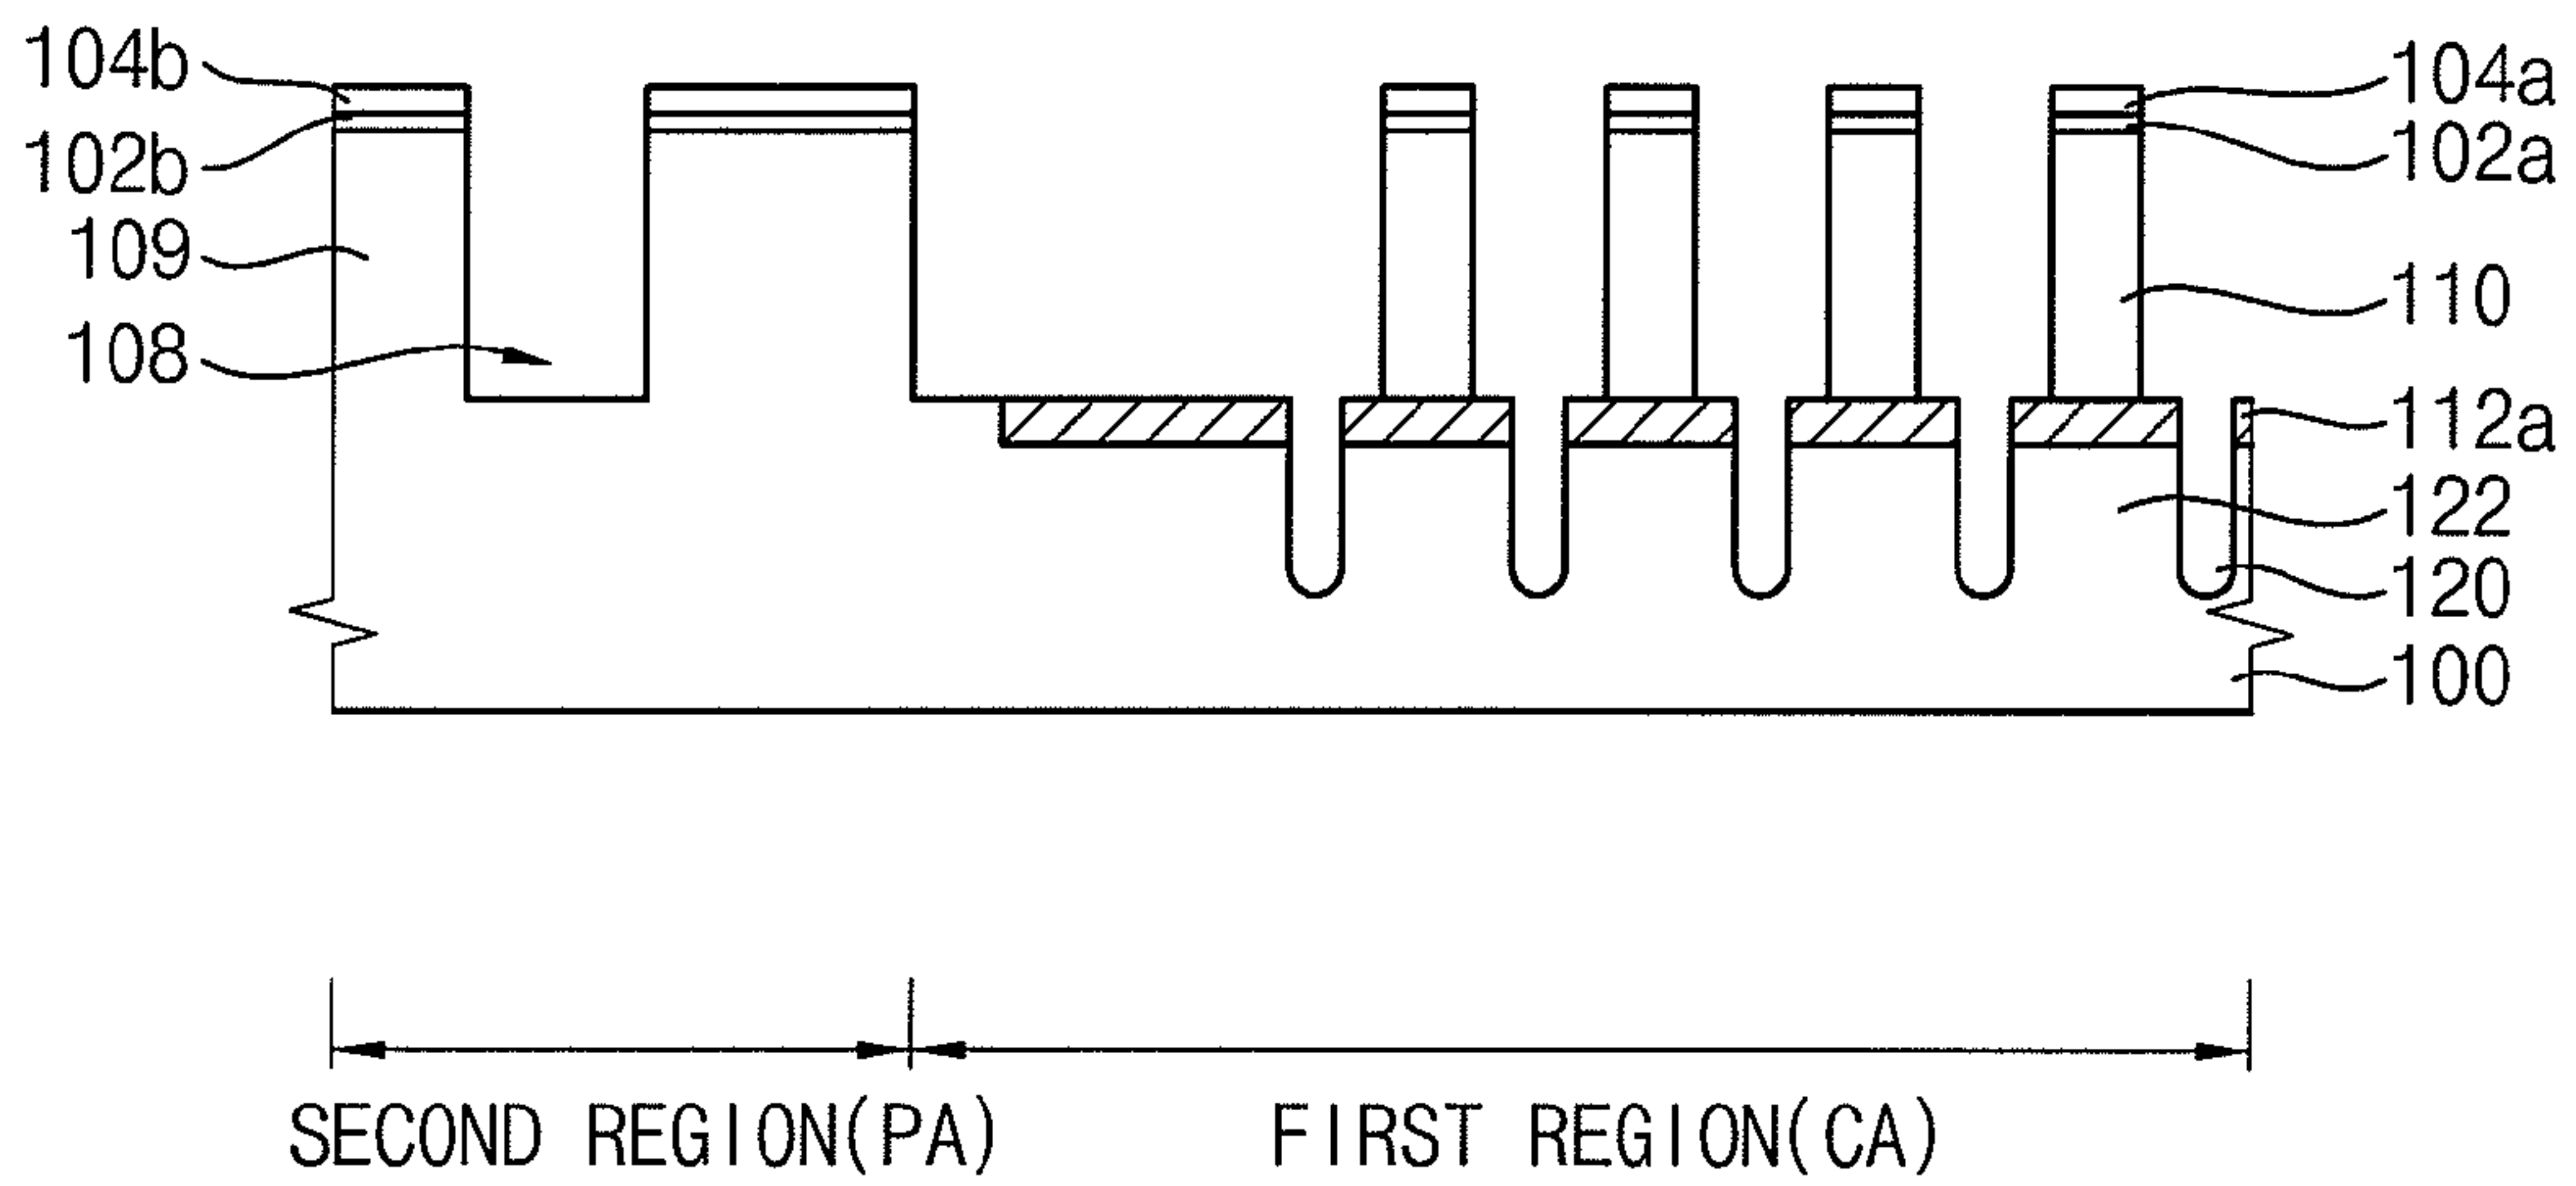 104b
102b
109
108
104a
102a
110
112a
122
120
100
SECOND REGION(PA)
FIRST REGION(CA)